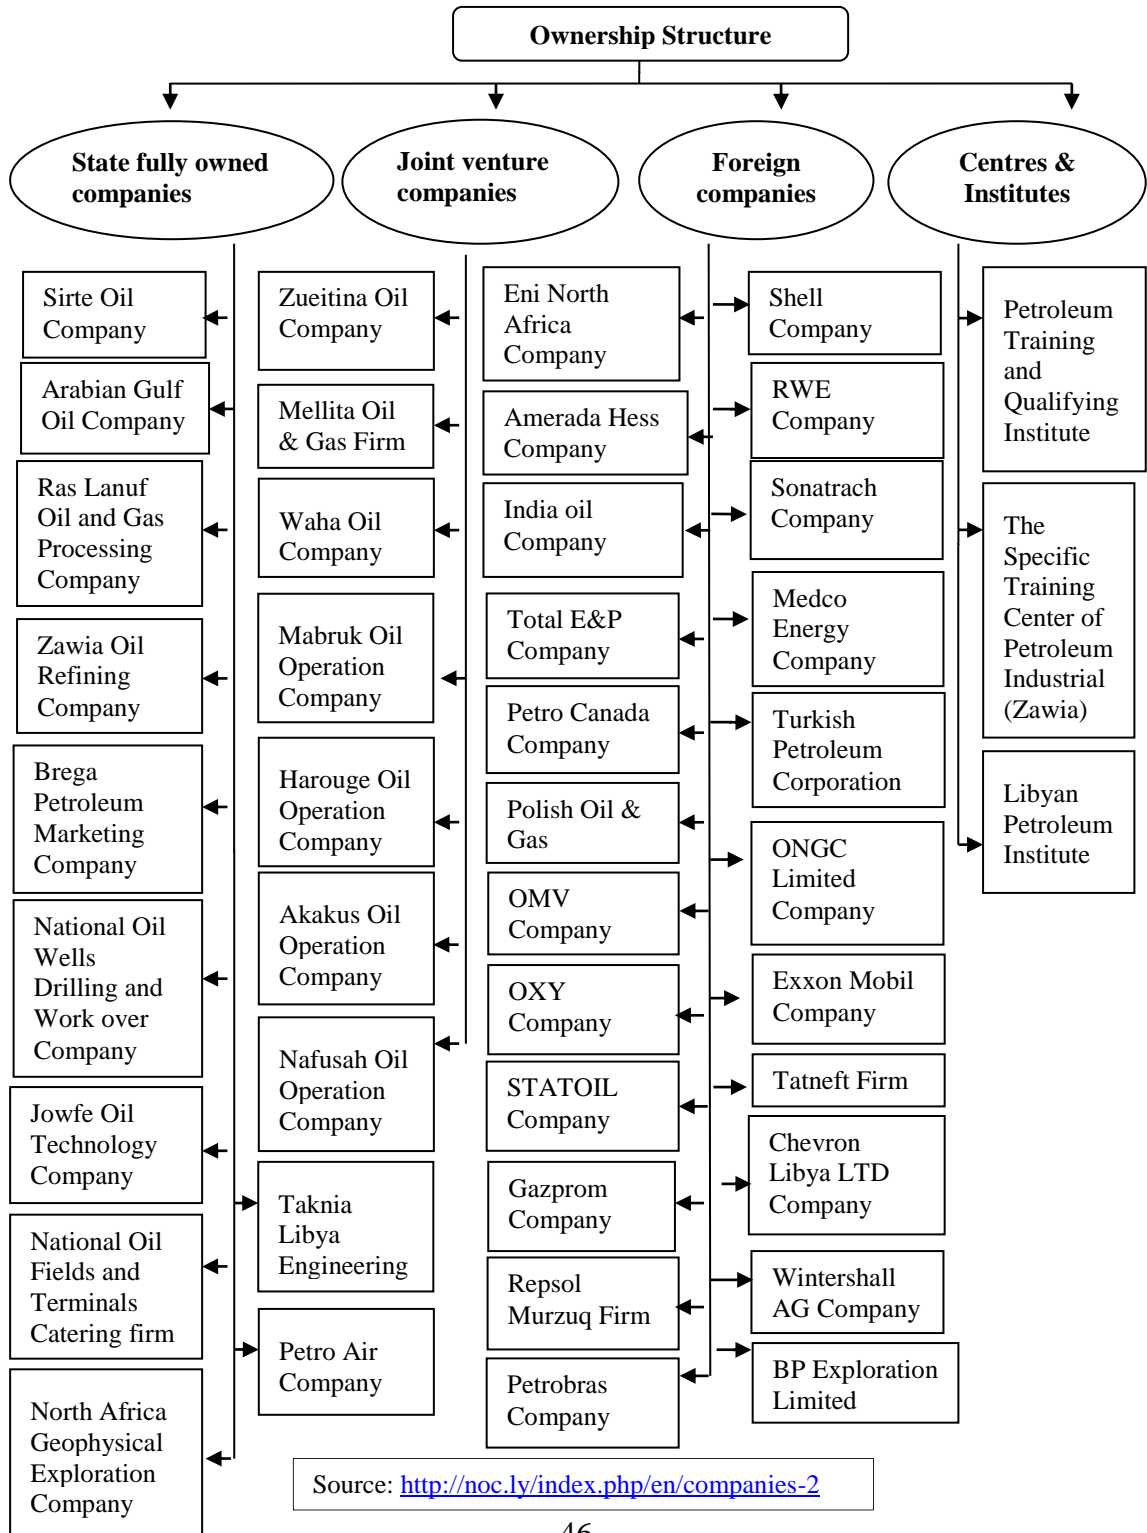 Ownership Structure
State fully owned
companies
Joint venture
companies
Foreign
companies
Centres &
Institutes
Sirte Oil
Company
Arabian Gulf
Oil Company
Ras Lanuf
Oil and Gas
Processing
Company
Zawia Oil
Refining
Company
Brega
Petroleum
Marketing
Company
National Oil
Wells
Drilling and
Work over
Company
Jowfe Oil
Technology
Company
National Oil
Fields and
Terminals
Catering firm
North Africa
Geophysical
Exploration
Company
Zueitina Oil
Company
Mellita Oil
& Gas Firm
Waha Oil
Company
Mabruk Oil
Operation
Company
Harouge Oil
Operation
Company
Akakus Oil
Operation
Company
Nafusah Oil
Operation
Company
Taknia
Libya
Engineering
Petro Air
Company
Eni North
Africa
Company
Amerada Hess
Company
India oil
Company
Total E&P
Company
Petro Canada
Company
Polish Oil &
Gas
OMV
Company
OXY
Company
STATOIL
Company
Gazprom
Company
Repsol
Murzuq Firm
Petrobras
Company
Shell
Company
RWE
Company
Sonatrach
Company
Medco
Energy
Company
Turkish
Petroleum
Corporation
ONGC
Limited
Company
Exxon Mobil
Company
Tatneft Firm
Chevron
Libya LTD
Company
Wintershall
AG Company
BP Exploration
Limited
Petroleum
Training
and
Qualifying
Institute
The
Specific
Training
Center of
Petroleum
Industrial
(Zawia)
Libyan
Petroleum
Institute
Source: http://noc.ly/index.php/en/companies-2
46